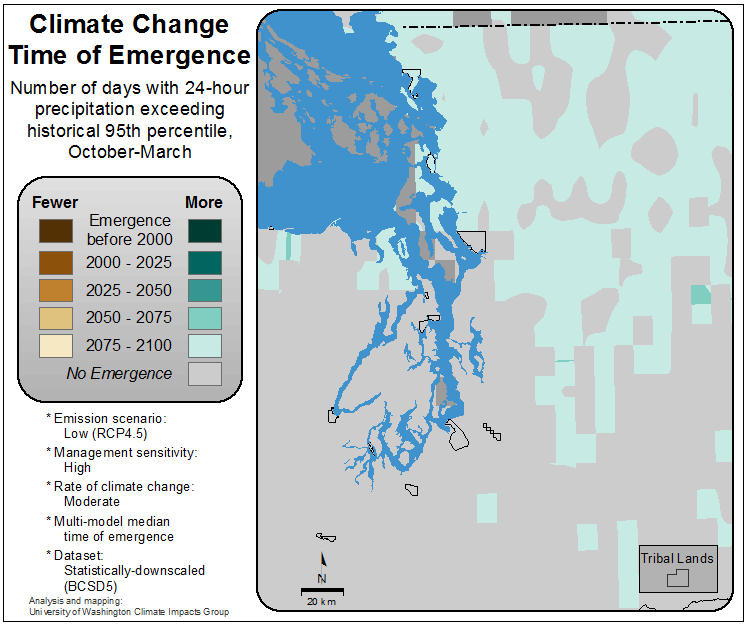 Climate Change
Time of Emergence
Number of days with 24-hour
precipitation exceeding
historical 95th percentile,
October-March
Fewer
More
Emergence
before 2000
2000 - 2025
2025 - 2050
2050 - 2075
2075 - 2100
No Emergence
* Emission scenario:
Low (RCP4.5)
* Management sensitivity:
High
* Rate of climate change:
Moderate
* Multi-model median
time of emergence
* Dataset:
Statistically-downscaled
(BCSD5)
Analysis and mapping:
University of Washington Climate Impacts Group
N
20 km
Tribal Lands